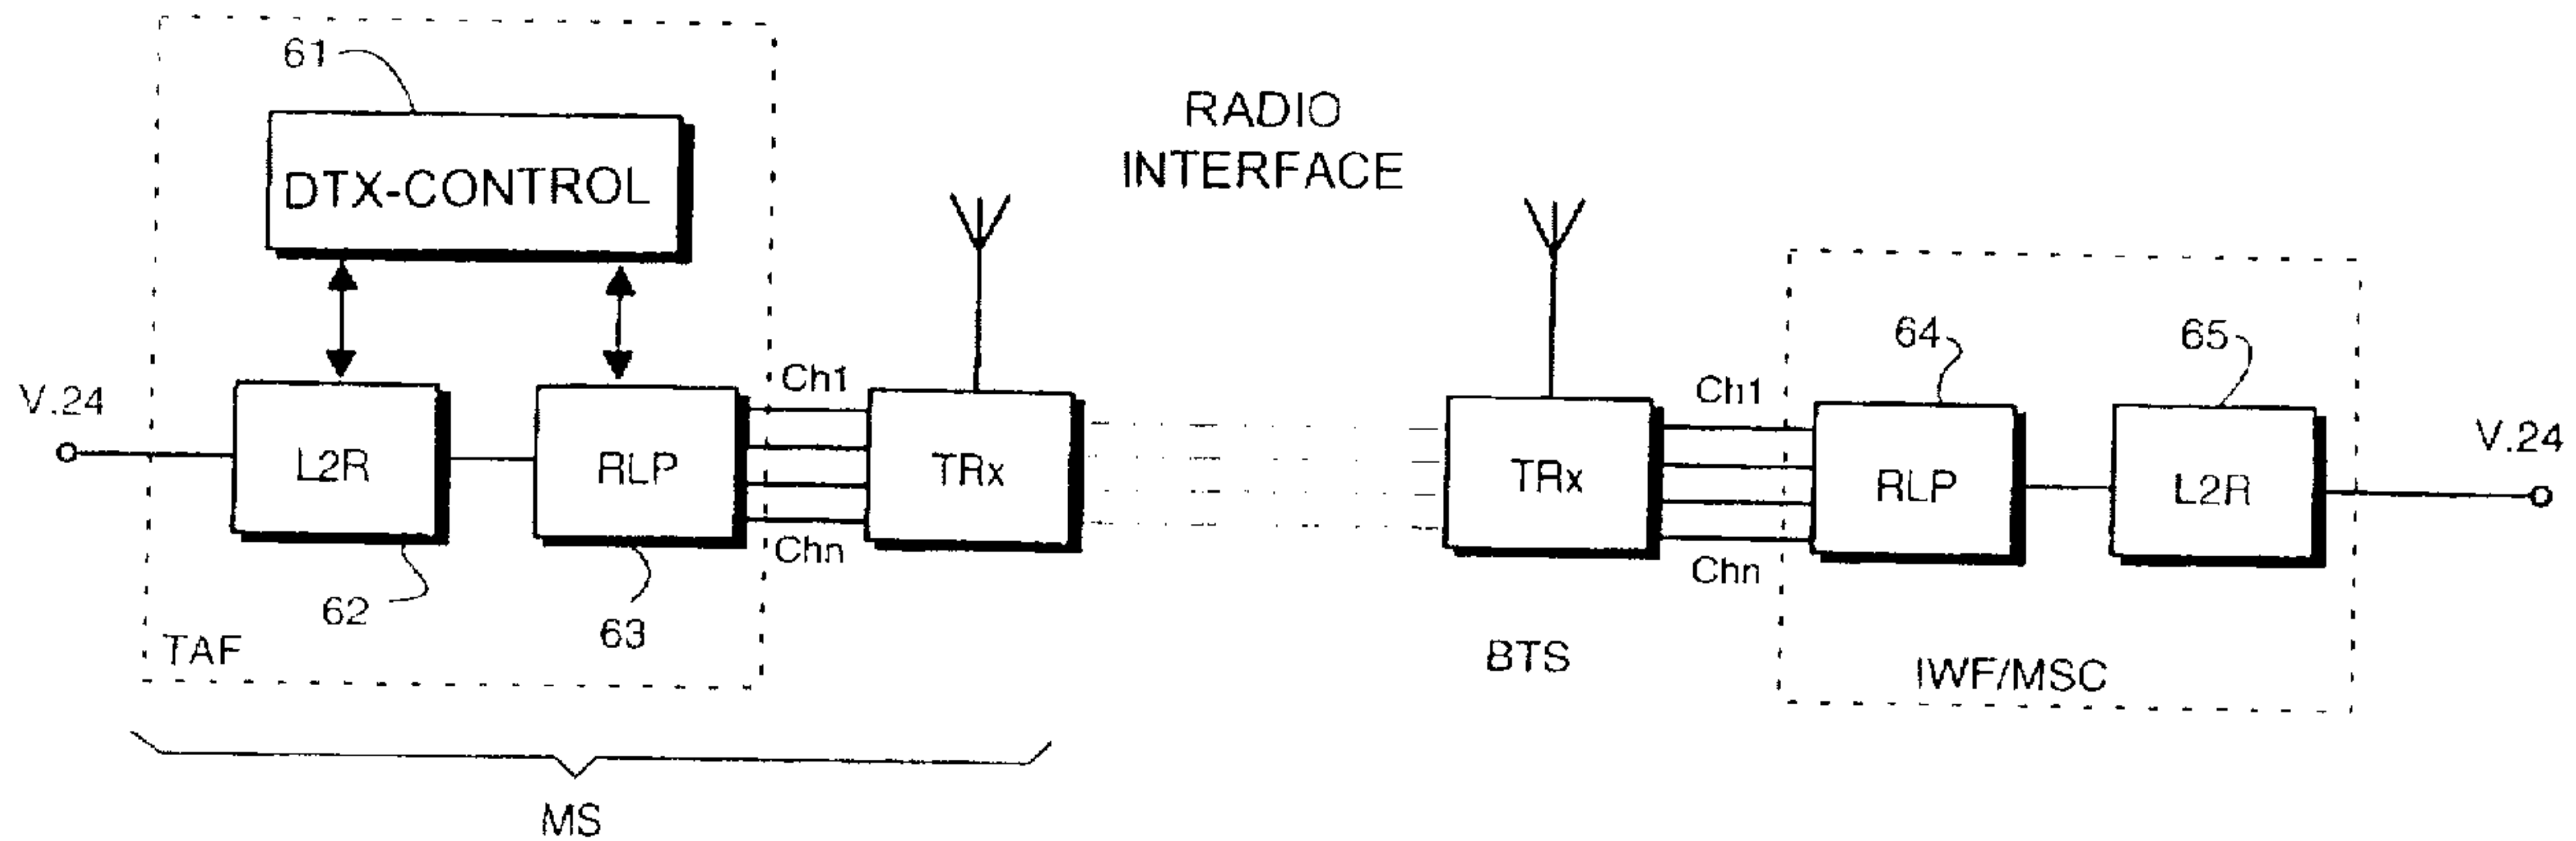 61
RADIO
INTERFACE
DTX-CONTROL
V.24
L2R
RLP
Ch1
Chn
TRx
TRx
Ch1
Chn
64
65
RLP
L2R
V.24
62
63
TAF
BTS
IWF/MSC
MS